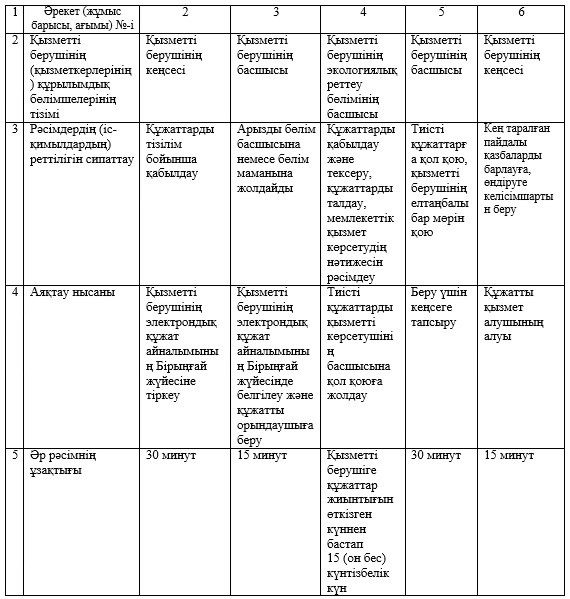 1
Әрекет (жұмыс
барысы, ағымы) №-і
2
3
4
5
6
2
Қызметті
берушінің
(қызметкерлерінің
) құрылымдық
бөлімшелерінің
тізімі
Қызметті
берушінің
кеңсесі
Қызметті
берушінің
басшысы
Қызметті
берушінің
экологиялық
реттеу
бөлімінің
басшысы
Қызметті
берушінің
басшысы
Қызметті
берушінің
кеңсесі
3
Рәсімдердің (іс-
қимылдардың)
реттілігін сипаттау
Құжаттарды
тізілім
бойынша
қабылдау
Арызды бөлім
басшысына
немесе бөлім
маманына
жолдайды
Құжаттарды
қабылдау
және
тексеру,
құжаттарды
талдау,
мемлекеттік
қызмет
көрсетудің
нәтижесін
рәсімдеу
Тиісті
құжаттарғ
а қол қою,
қызметті
берушінің
елтаңбалы
бар мөрін
қою
Кең таралған
пайдалы
қазбаларды
барлауға,
өндіруге
келісімшарты
н беру
4
Аяқтау нысаны
Қызметті
берушінің
электрондық
құжат
айналымыны
ң Бірыңғай
жүйесіне
тіркеу
Қызметті
берушінің
электрондық
құжат
айналымыны
ң Бірыңғай
жүйесінде
белгілеу және
құжатты
орындаушыға
беру
Тиісті
құжаттарды
қызметті
көрсетушіні
ң
басшысына
қол қоюға
жолдау
Беру үшін
кеңсеге
тапсыру
Құжатты
қызмет
алушының
алуы
5
Әр рәсімнің
ұзақтығы
30 минут
15 минут
Қызметті
берушіге
құжаттар
жиынтығын
өткізген
күннен
бастап
15 (он бес)
күнтізбелік
күн
30 минут
15 минут